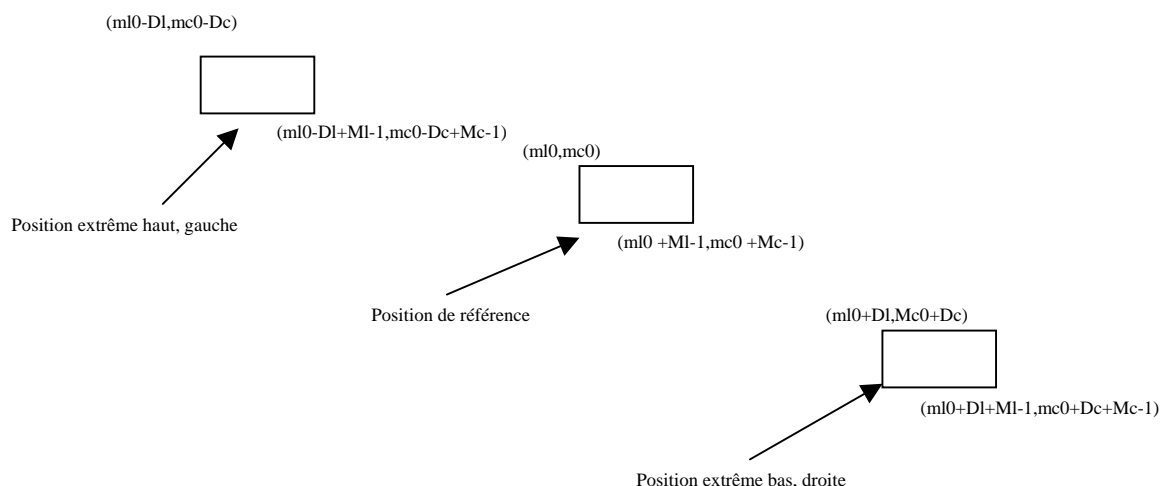 (ml0-Dl,mc0-Dc)
(ml0-Dl+Ml-1,mc0-Dc+Mc-1)
(ml0,mc0)
Position extrême haut, gauche
(ml0 +Ml-1,mc0 +Mc-1)
Position de référence
(ml0+Dl,Mc0+Dc)
(ml0+Dl+Ml-1,mc0+Dc+Mc-1)
Position extrême bas, droite